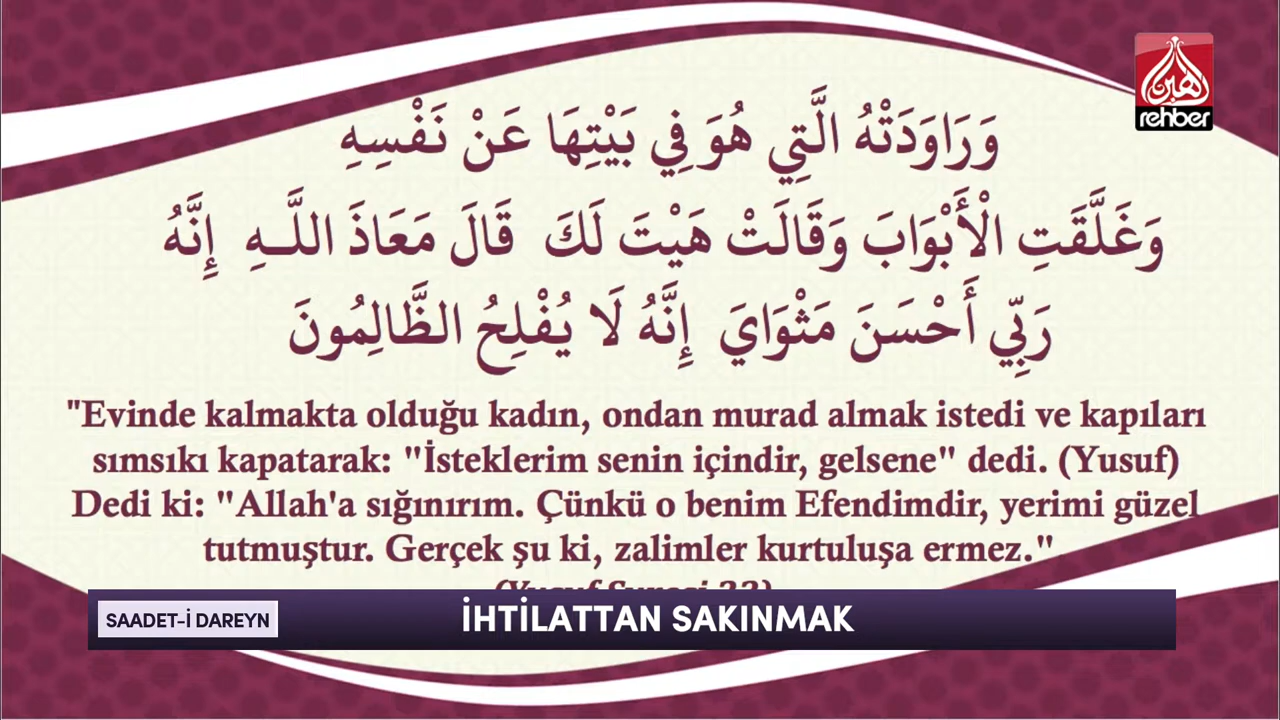 رهبر
rehber
وَرَاوَدَتْهُ الَّتِي هُوَ فِي بَيْتِهَا عَنْ نَفْسِهِ
وَغَلَّقَتِ الْأَبْوَابَ وَقَالَتْ هَيْتَ لَكَ قَالَ مَعَاذَ اللَّـهِ إِنَّهُ
رَبِّي أَحْسَنَ مَثْوَايَ إِنَّهُ لَا يُفْلِحُ الظَّالِمُونَ
"Evinde kalmakta olduğu kadın, ondan murad almak istedi ve kapıları
sımsıkı kapatarak: "İsteklerim senin içindir, gelsene" dedi. (Yusuf)
Dedi ki: "Allah'a sığınırım. Çünkü o benim Efendimdir, yerimi güzel
tutmuştur. Gerçek şu ki, zalimler kurtuluşa ermez."
SAADET-İ DAREYN
İHTİLATTAN SAKINMAK